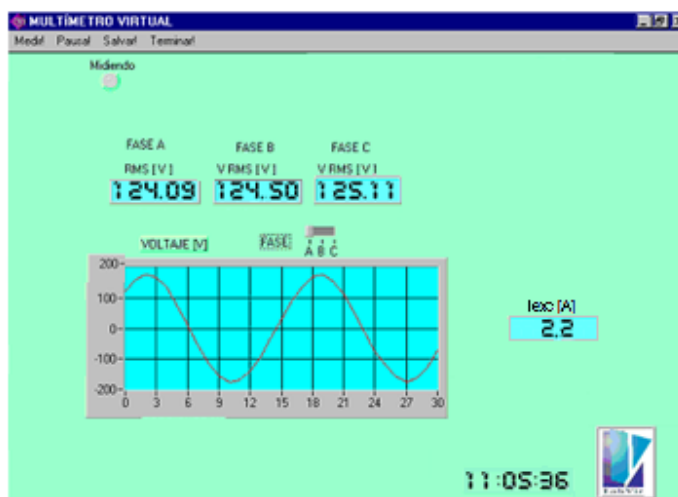 MULTÍMETRO VIRTUAL
Medir! Pausa! Salvar! Terminar!
Midiendo
FASE A FASE B FASE C
RMS [V] V RMS [V] V RMS [V]
124.09 124.50 125.11
VOLTAJE [V] FASE
A B C
200
100
0
-100
-200
0 3 6 9 12 15 18 21 24 27 30
Iexc [A]
2.2
11:05:36
LabVir